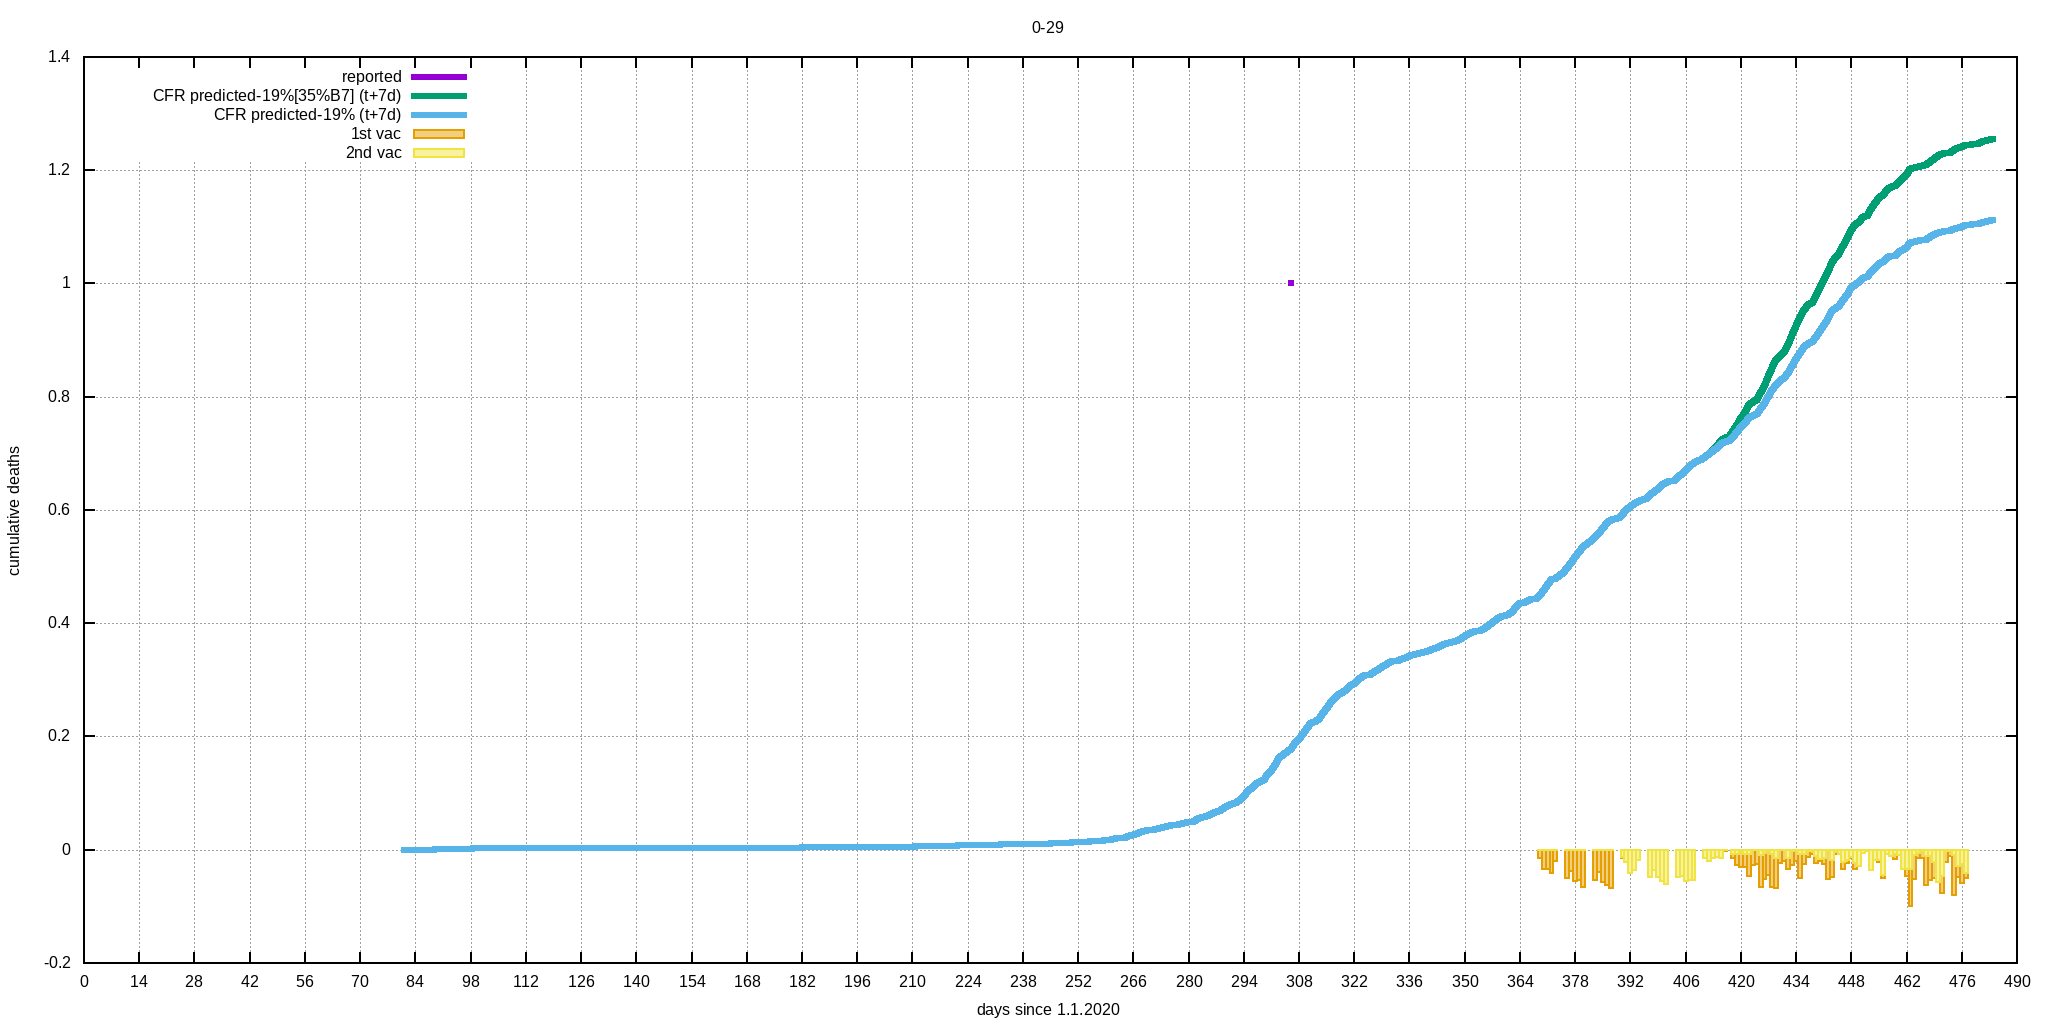 0-29
1.4
1.2
1
0.8
0.6
0.4
0.2
0
-0.2
cumulative deaths
reported
CFR predicted-19%[35%B7] (t+7d)
CFR predicted-19% (t+7d)
1st vac
2nd vac
0 14 28 42 56 70 84 98 112 126 140 154 168 182 196 210 224 238 252 266 280 294 308 322 336 350 364 378 392 406 420 434 448 462 476 490
days since 1.1.2020